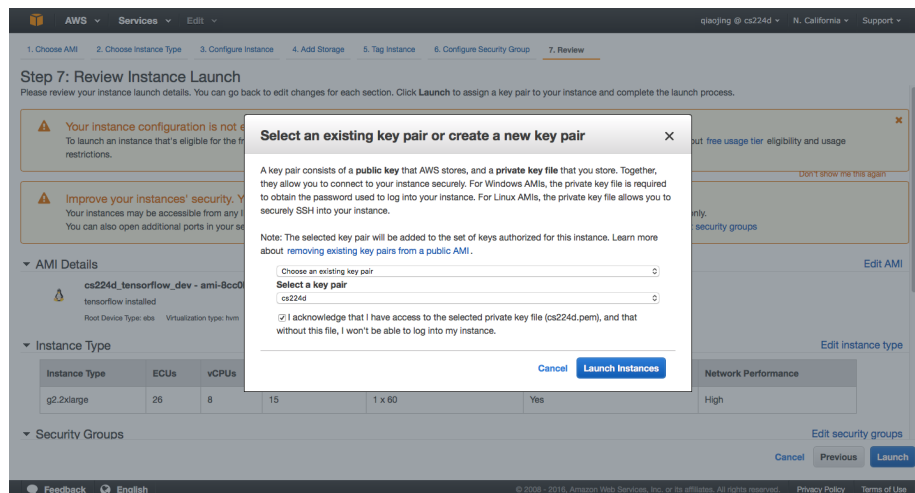 AWS Services Edit qiaojing @ cs224d N. California Support
1. Choose AMI 2. Choose Instance Type 3. Configure Instance 4. Add Storage 5. Tag Instance 6. Configure Security Group 7. Review
Step 7: Review Instance Launch
Please review your instance launch details. You can go back to edit changes for each section. Click Launch to assign a key pair to your instance and complete the launch process.
Your instance configuration is not e
To launch an instance that's eligible for the fr
out free usage tier eligibility and usage
restrictions.
Don't show me this again
Improve your instances' security. Y
Your instances may be accessible from any I
only.
You can also open additional ports in your se
security groups
Select an existing key pair or create a new key pair
A key pair consists of a public key that AWS stores, and a private key file that you store. Together,
they allow you to connect to your instance securely. For Windows AMIs, the private key file is required
to obtain the password used to log into your instance. For Linux AMIs, the private key file allows you to
securely SSH into your instance.
Note: The selected key pair will be added to the set of keys authorized for this instance. Learn more
about removing existing key pairs from a public AMI.
Choose an existing key pair
Select a key pair
cs224d
I acknowledge that I have access to the selected private key file (cs224d.pem), and that
without this file, I won't be able to log into my instance.
Cancel Launch Instances
AMI Details Edit AMI
cs224d_tensorflow_dev - ami-8cc0
tensorflow installed
Root Device Type: ebs Virtualization type: hvm
Instance Type Edit instance type
Instance Type ECUs vCPUs Network Performance
g2.2xlarge 26 8 15 1 x 60 Yes High
Security Groups Edit security groups
Cancel Previous Launch
Feedback English © 2008 - 2016, Amazon Web Services, Inc. or its affiliates. All rights reserved. Privacy Policy Terms of Use